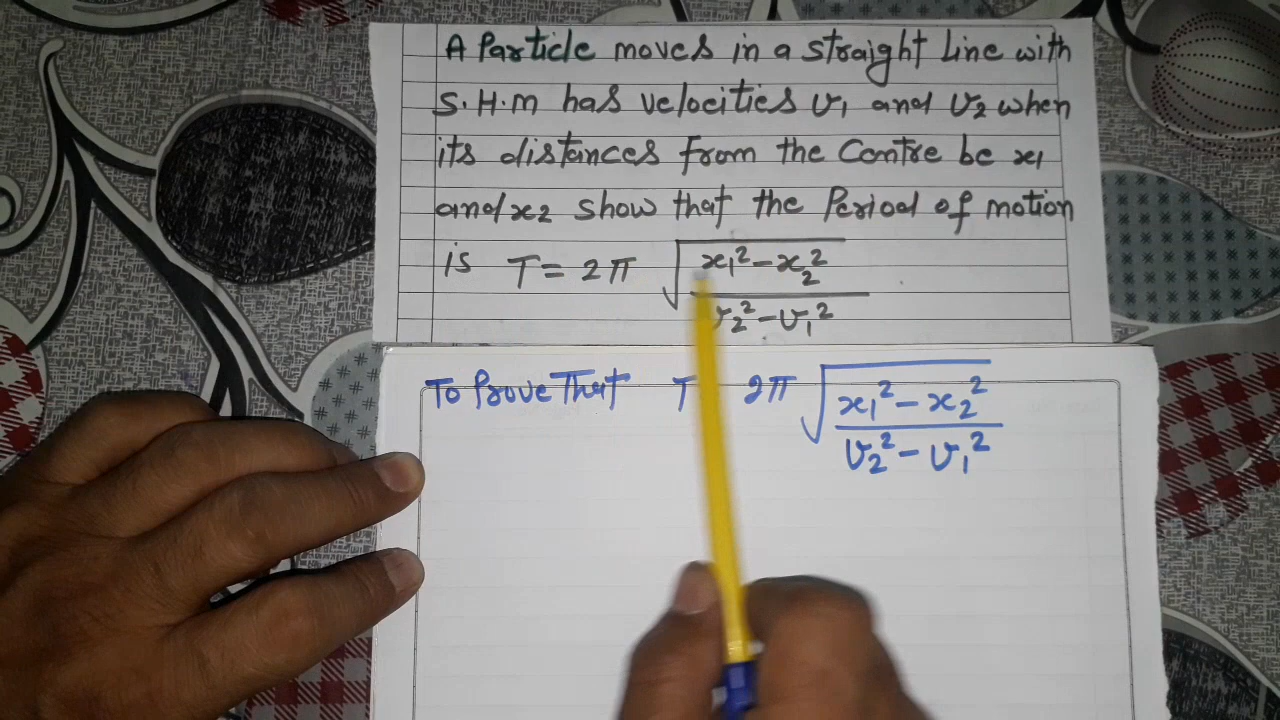 A Particle moves in a straight Line with
S.H.M has velocities v₁ and v₂ when
its distances from the Centre be x₁
and x₂ show that the Period of motion
is T = 2π √((x₁² - x₂²)/(v₂² - v₁²))
To Prove That T 2π √((x₁² - x₂²)/(v₂² - v₁²))